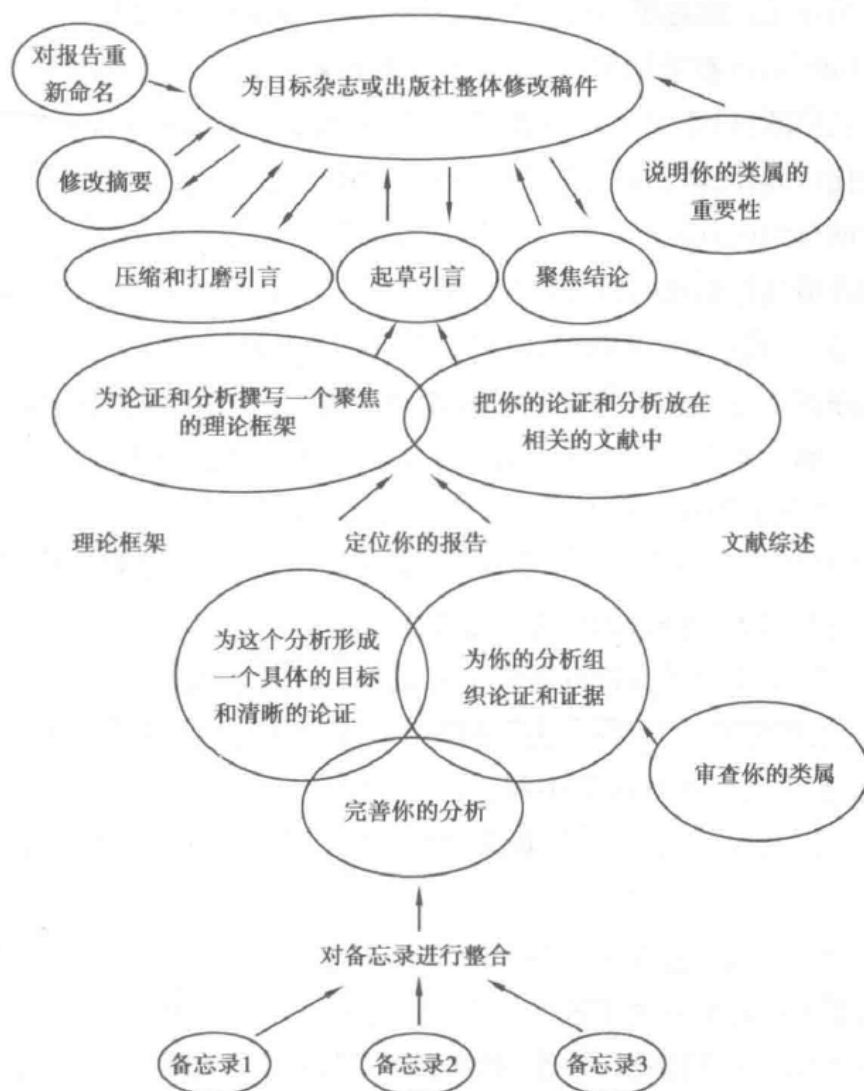 对报告重
新命名
为目标杂志或出版社整体修改稿件
修改摘要
说明你的类属的
重要性
压缩和打磨引言
起草引言
聚焦结论
为论证和分析撰写一个聚焦
的理论框架
把你的论证和分析放在
相关的文献中
理论框架
定位你的报告
文献综述
为这个分析形成
一个具体的目标
和清晰的论证
为你的分析组
织论证和证据
审查你的类属
完善你的分析
对备忘录进行整合
备忘录1
备忘录2
备忘录3